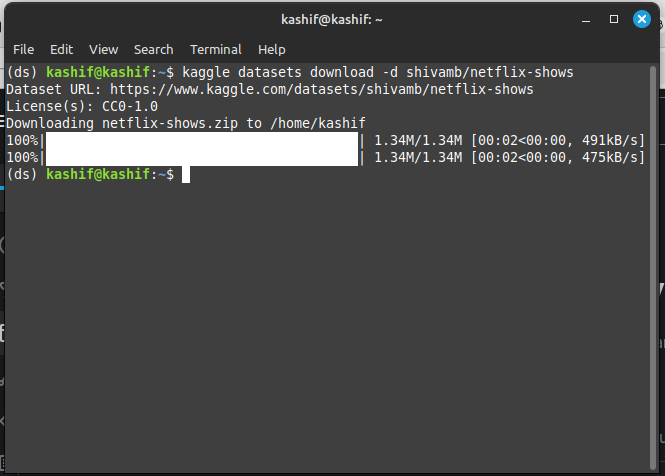 kashif@kashif: ~
File Edit View Search Terminal Help
(ds) kashif@kashif:~$ kaggle datasets download -d shivamb/netflix-shows
Dataset URL: https://www.kaggle.com/datasets/shivamb/netflix-shows
License(s): CC0-1.0
Downloading netflix-shows.zip to /home/kashif
100%| | 1.34M/1.34M [00:02<00:00, 491kB/s]
100%| | 1.34M/1.34M [00:02<00:00, 475kB/s]
(ds) kashif@kashif:~$